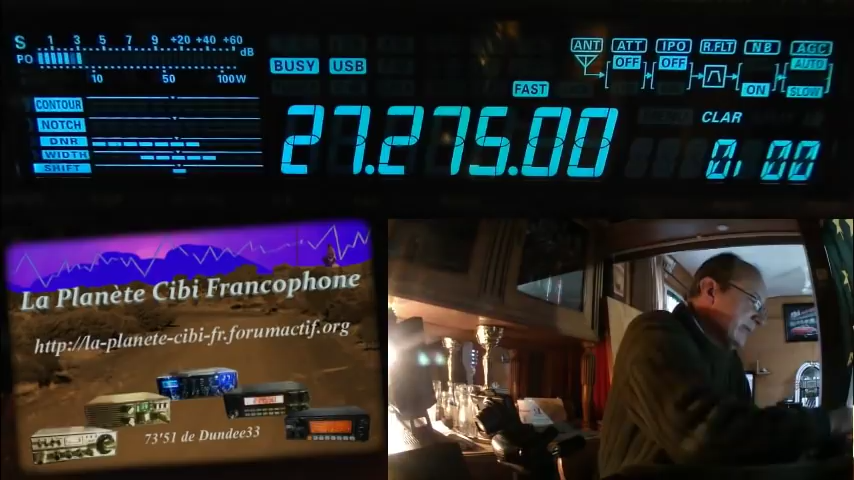 S 1 3 5 7 9 +20 +40 +60 dB
PO 10 50 100W
BUSY USB FAST
ANT ATT IPO R.FLT NB AGC
OFF OFF ON AUTO SLOW
CONTOUR
NOTCH
DNR
WIDTH
SHIFT
27.275.00
CLAR
0.00
La Planète Cibi Francophone
http://la-planete-cibi-fr.forumactif.org
73'51 de Dundee33